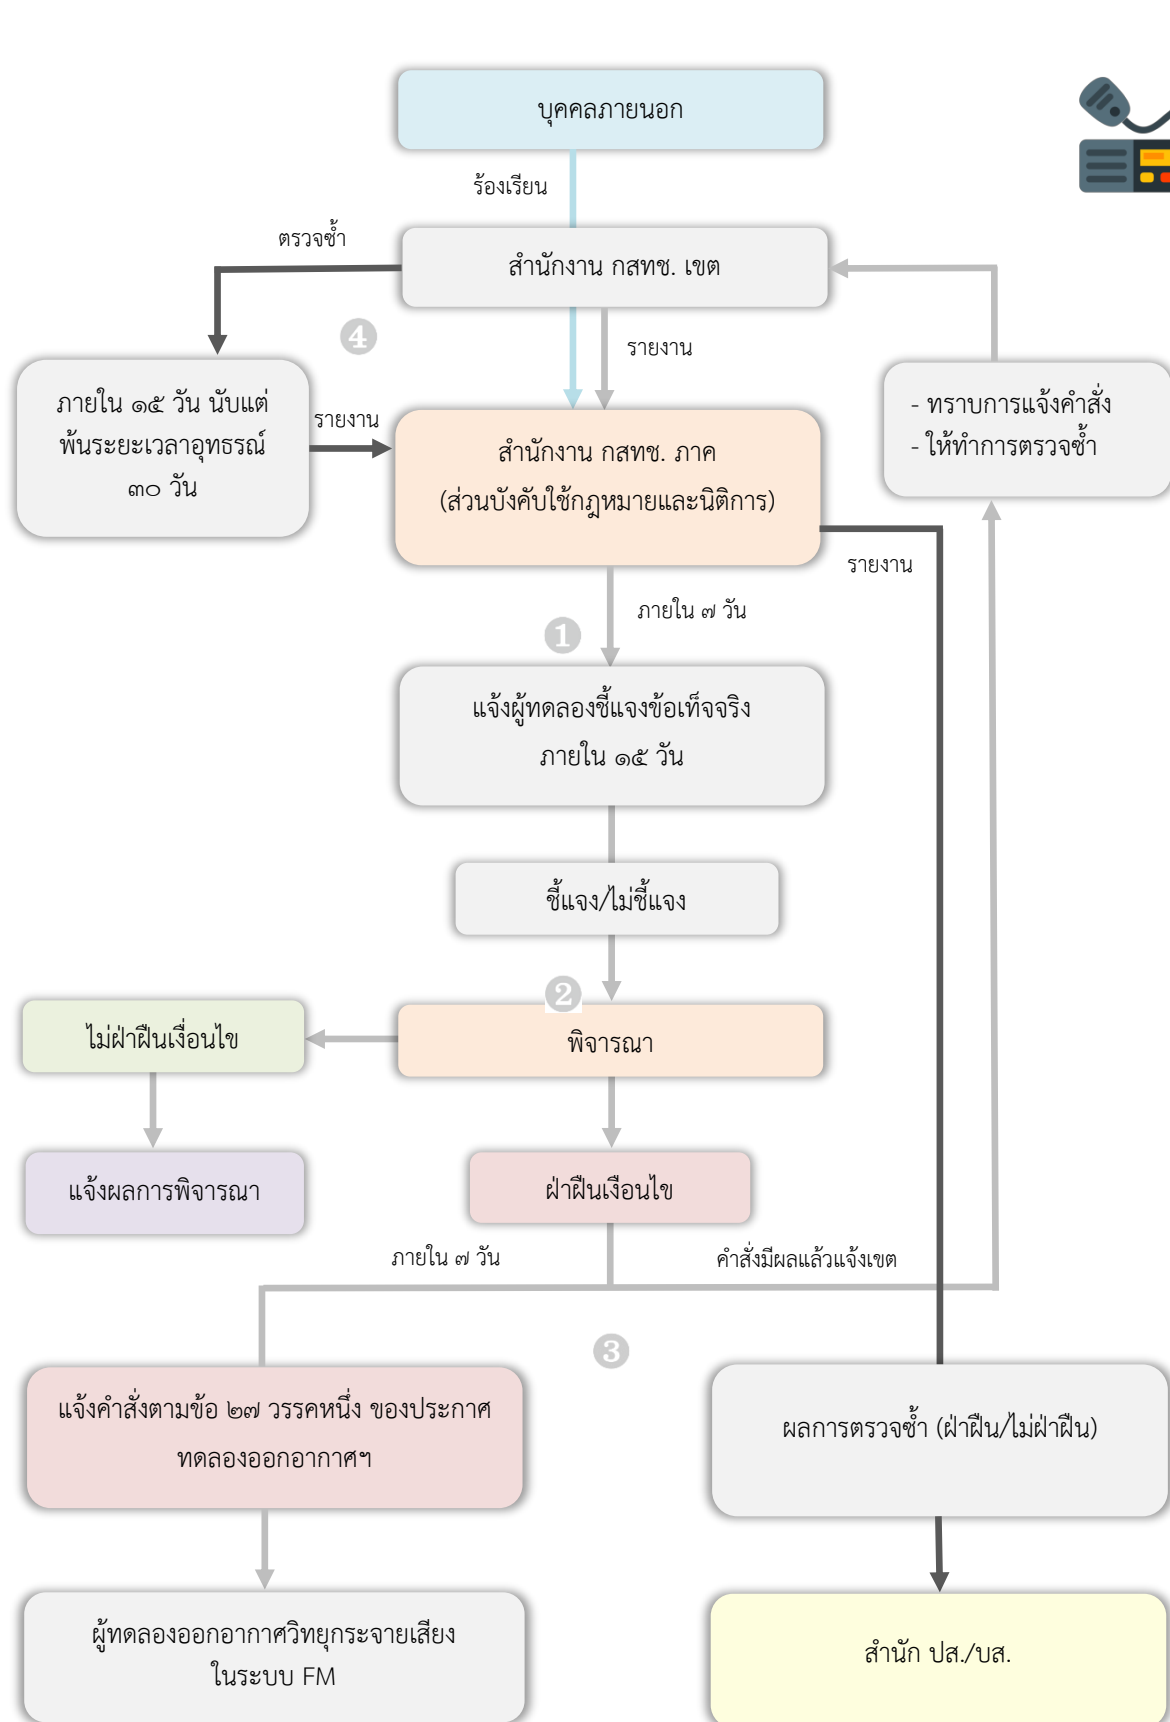 บุคคลภายนอก
ร้องเรียน
ตรวจซ้ำ
สำนักงาน กสทช. เขต
❹
รายงาน
ภายใน ๑๕ วัน นับแต่
พ้นระยะเวลาอุทธรณ์
๓๐ วัน
รายงาน
สำนักงาน กสทช. ภาค
(ส่วนบังคับใช้กฎหมายและนิติการ)
- ทราบการแจ้งคำสั่ง
- ให้ทำการตรวจซ้ำ
รายงาน
ภายใน ๗ วัน
❶
แจ้งผู้ทดลองชี้แจงข้อเท็จจริง
ภายใน ๑๕ วัน
ชี้แจง/ไม่ชี้แจง
❷
ไม่ฝ่าฝืนเงื่อนไข
พิจารณา
แจ้งผลการพิจารณา
ฝ่าฝืนเงือนไข
ภายใน ๗ วัน
คำสั่งมีผลแล้วแจ้งเขต
❸
แจ้งคำสั่งตามข้อ ๒๗ วรรคหนึ่ง ของประกาศ
ทดลองออกอากาศฯ
ผลการตรวจซ้ำ (ฝ่าฝืน/ไม่ฝ่าฝืน)
ผู้ทดลองออกอากาศวิทยุกระจายเสียง
ในระบบ FM
สำนัก ปส./บส.